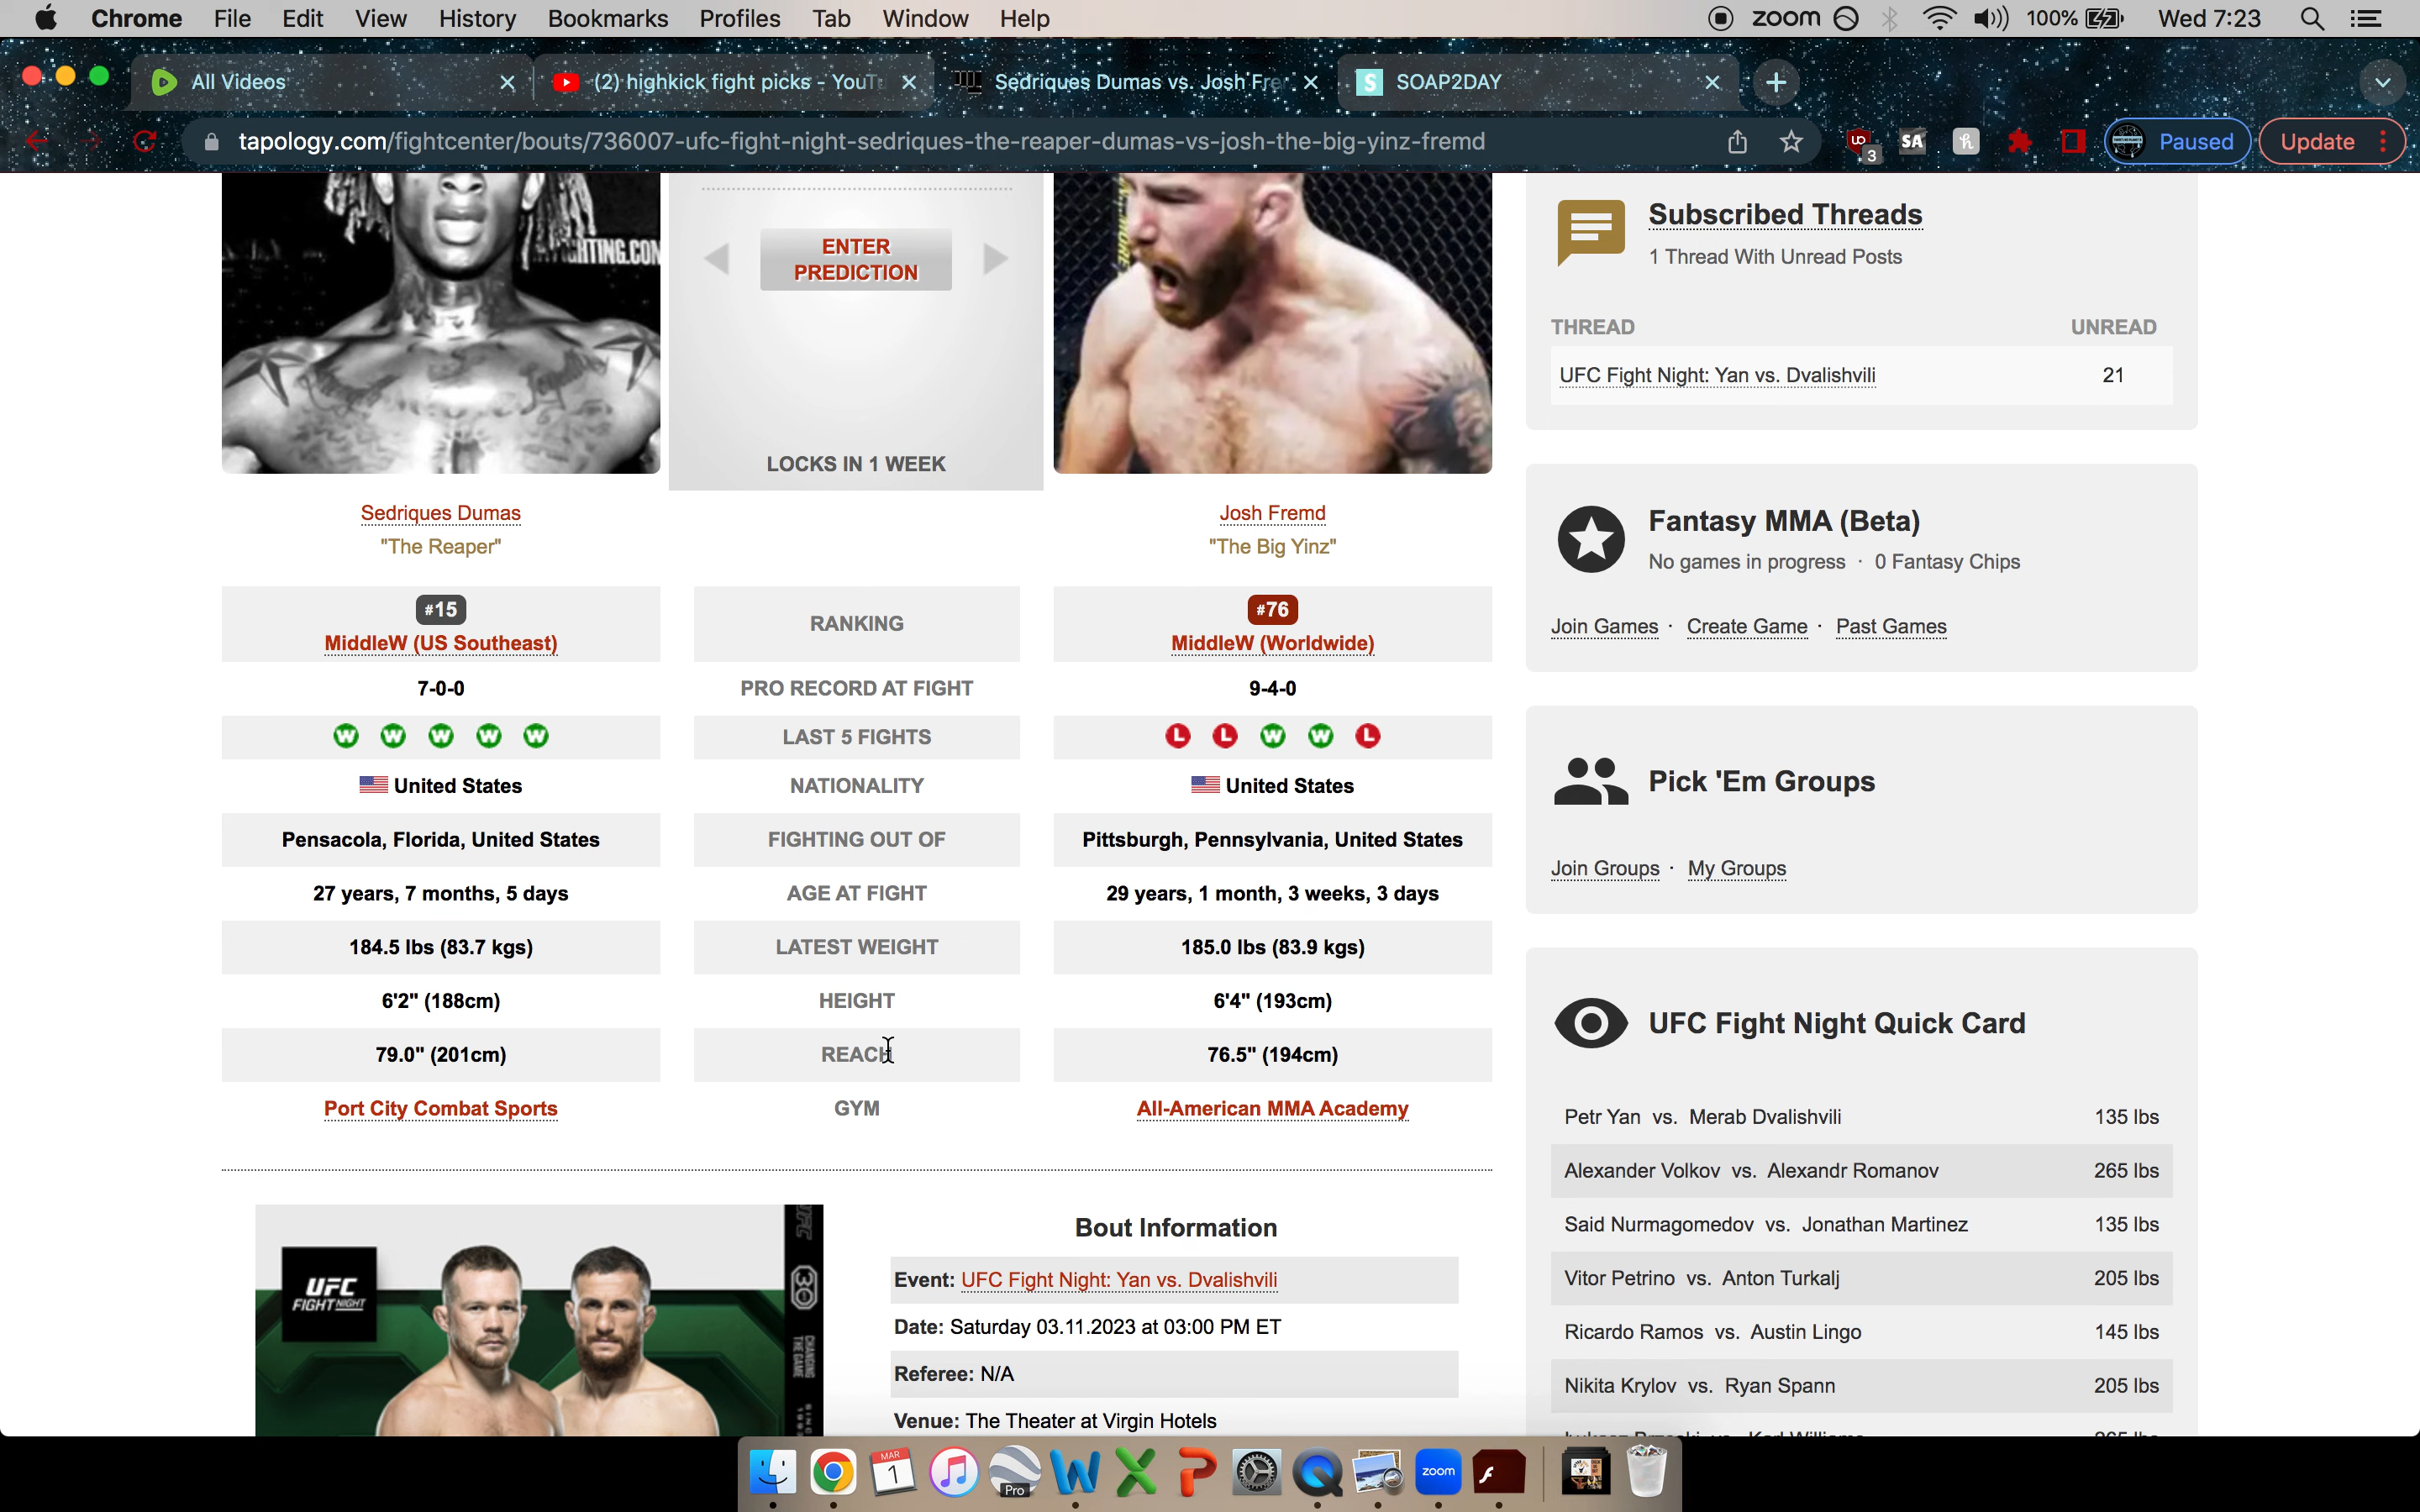 Chrome File Edit View History Bookmarks Profiles Tab Window Help zoom 100% Wed 7:23
All Videos (2) highkick fight picks - YouTu Sedriques Dumas vs. Josh Fre SOAP2DAY
tapology.com/fightcenter/bouts/736007-ufc-fight-night-sedriques-the-reaper-dumas-vs-josh-the-big-yinz-fremd 3 SA Paused Update
HTING.CON
ENTER
PREDICTION
LOCKS IN 1 WEEK
Sedriques Dumas Josh Fremd
"The Reaper" "The Big Yinz"
#15 RANKING #76
MiddleW (US Southeast) MiddleW (Worldwide)
7-0-0 PRO RECORD AT FIGHT 9-4-0
W W W W W LAST 5 FIGHTS L L W W L
United States NATIONALITY United States
Pensacola, Florida, United States FIGHTING OUT OF Pittsburgh, Pennsylvania, United States
27 years, 7 months, 5 days AGE AT FIGHT 29 years, 1 month, 3 weeks, 3 days
184.5 lbs (83.7 kgs) LATEST WEIGHT 185.0 lbs (83.9 kgs)
6'2" (188cm) HEIGHT 6'4" (193cm)
79.0" (201cm) REACH 76.5" (194cm)
Port City Combat Sports GYM All-American MMA Academy
UFC
FIGHT NIGHT
UFC
30
CHANGING
THE GAME
Bout Information
Event: UFC Fight Night: Yan vs. Dvalishvili
Date: Saturday 03.11.2023 at 03:00 PM ET
Referee: N/A
Venue: The Theater at Virgin Hotels
Subscribed Threads
1 Thread With Unread Posts
THREAD UNREAD
UFC Fight Night: Yan vs. Dvalishvili 21
Fantasy MMA (Beta)
No games in progress · 0 Fantasy Chips
Join Games · Create Game · Past Games
Pick 'Em Groups
Join Groups · My Groups
UFC Fight Night Quick Card
Petr Yan vs. Merab Dvalishvili 135 lbs
Alexander Volkov vs. Alexandr Romanov 265 lbs
Said Nurmagomedov vs. Jonathan Martinez 135 lbs
Vitor Petrino vs. Anton Turkalj 205 lbs
Ricardo Ramos vs. Austin Lingo 145 lbs
Nikita Krylov vs. Ryan Spann 205 lbs
MAR
1
Pro
zoom